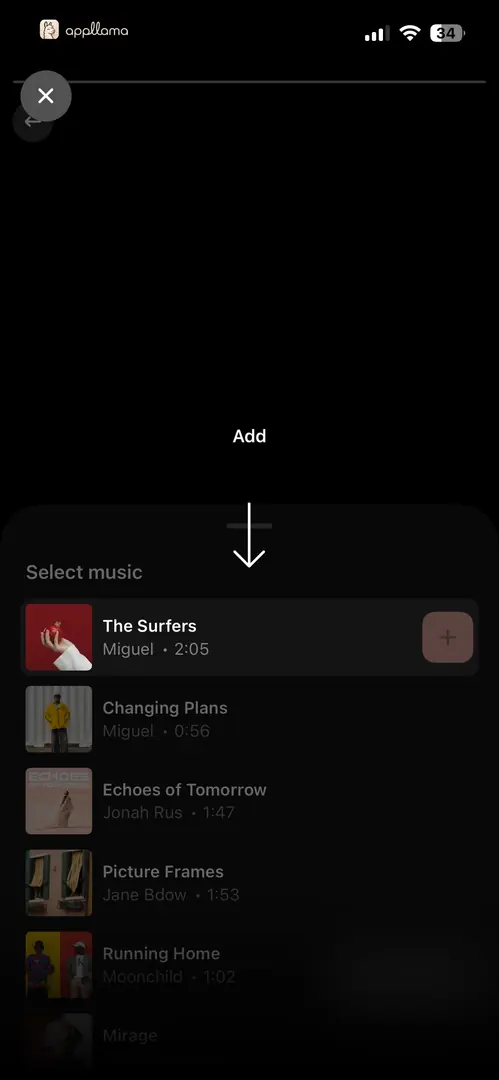 appllama
34
Add
Select music
The Surfers
Miguel • 2:05
Changing Plans
Miguel • 0:56
ECHOES
Echoes of Tomorrow
Jonah Rus • 1:47
Picture Frames
Jane Bdow • 1:53
Running Home
Moonchild • 1:02
Mirage